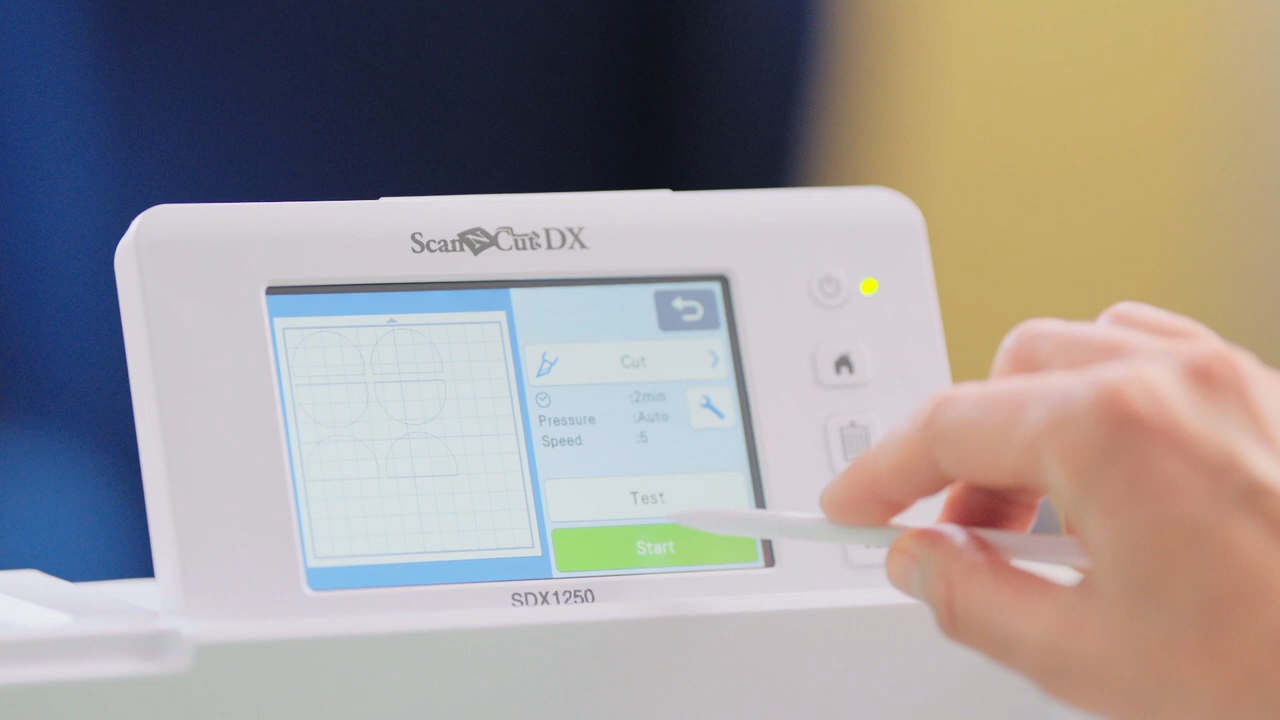 ScanNCut DX
Cut
:2min
Pressure :Auto
Speed :5
Test
Start
SDX1250